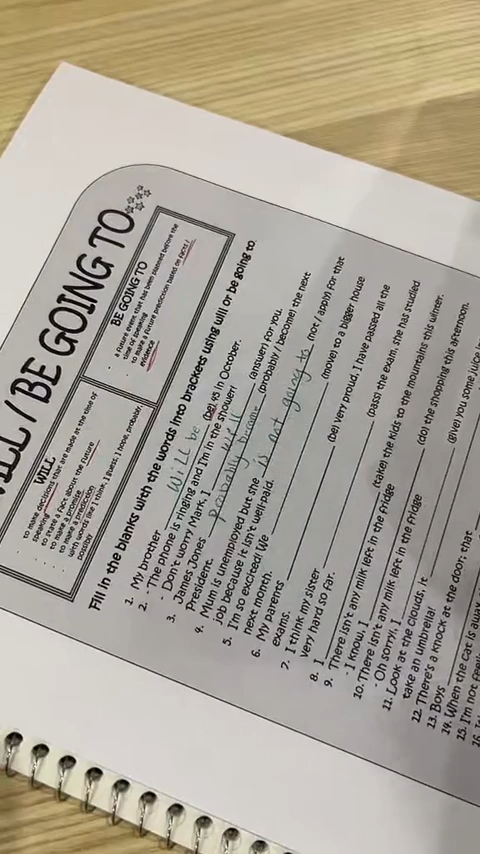 WILL / BE GOING TO
WILL
to make decisions that are made at the time of
speaking
to state a fact about the future
to make a promise
to make a prediction
with words like I think, I guess, I hope, probably,
possibly
BE GOING TO
a future event that has been planned before the
time of speaking
to make a future prediction based on facts /
evidence
Fill in the blanks with the words into brackets using will or be going to.
1. My brother will be (be) 45 in October.
2. - The phone is ringing and I'm in the shower!
- Don't worry Mark, I will (answer) for you.
3. James Jones probably become (probably / become) the next
President.
4. Mum is unemployed but she is not going to (not / apply) for that
job because it isn't well-paid.
5. I'm so excited! We (move) to a bigger house
next month.
6. My parents (be) very proud, I have passed all the
exams.
7. I think my sister (pass) the exam, she has studied
very hard so far.
8. I (take) the kids to the mountains this winter.
9. There isn't any milk left in the fridge
- I know, I (do) the shopping this afternoon.
10. There isn't any milk left in the fridge
- Oh sorry, I (give) you some juice
11. Look at the clouds, it
take an umbrella!
12. There's a knock at the door, that
13. Boys
14. When the cat is away
15. I'm not
16.